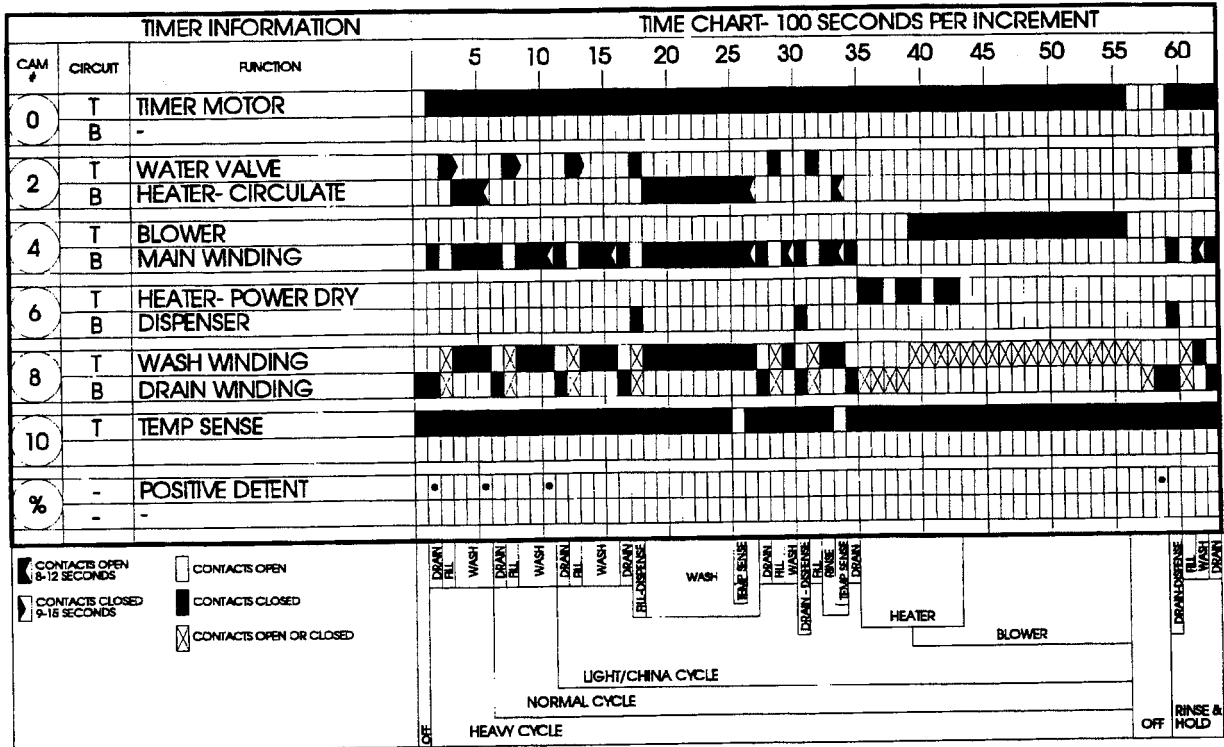 TIMER INFORMATION
TIME CHART- 100 SECONDS PER INCREMENT
CAM # CIRCUIT FUNCTION
5 10 15 20 25 30 35 40 45 50 55 60
0 T TIMER MOTOR
B -
2 T WATER VALVE
B HEATER- CIRCULATE
4 T BLOWER
B MAIN WINDING
6 T HEATER- POWER DRY
B DISPENSER
8 T WASH WINDING
B DRAIN WINDING
10 T TEMP SENSE
% - POSITIVE DETENT
- -
CONTACTS OPEN
8-12 SECONDS
CONTACTS CLOSED
9-15 SECONDS
CONTACTS OPEN
CONTACTS CLOSED
CONTACTS OPEN OR CLOSED
OFF
DRAIN
FILL
WASH
DRAIN
FILL
WASH
DRAIN
FILL
WASH
DRAIN
FILL-DISPENSE
WASH
TEMP SENSE
DRAIN
FILL
WASH
DRAIN - DISPENSE
FILL
RINSE
TEMP SENSE
DRAIN
HEATER
BLOWER
LIGHT/CHINA CYCLE
NORMAL CYCLE
HEAVY CYCLE
OFF
DRAIN-DISPENSE
FILL
WASH
DRAIN
RINSE &
HOLD